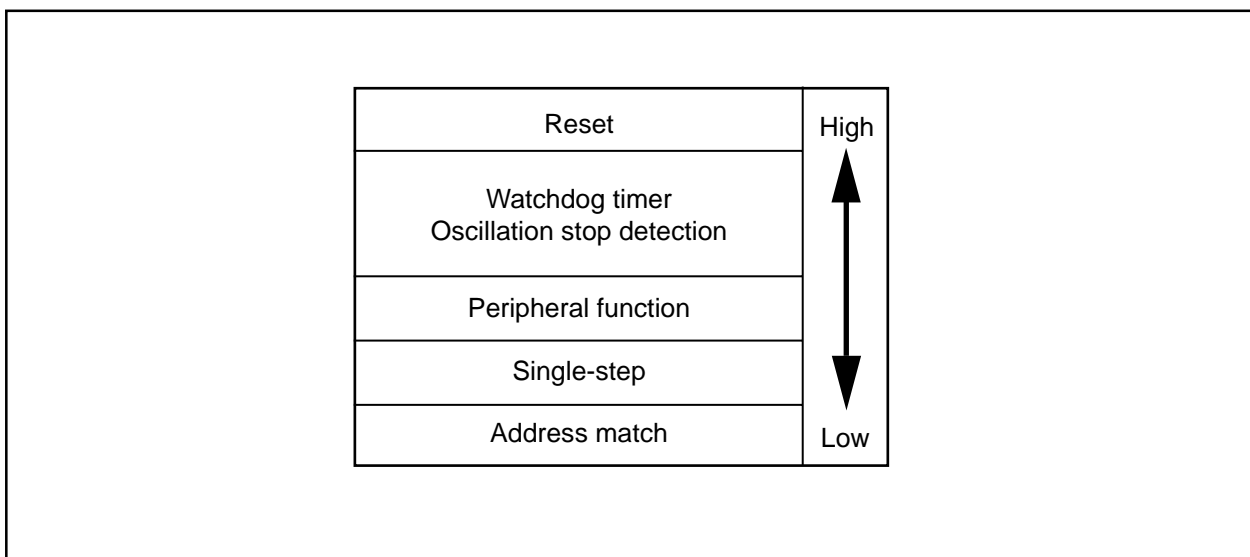 Reset
High
Watchdog timer
Oscillation stop detection
Peripheral function
Single-step
Address match
Low